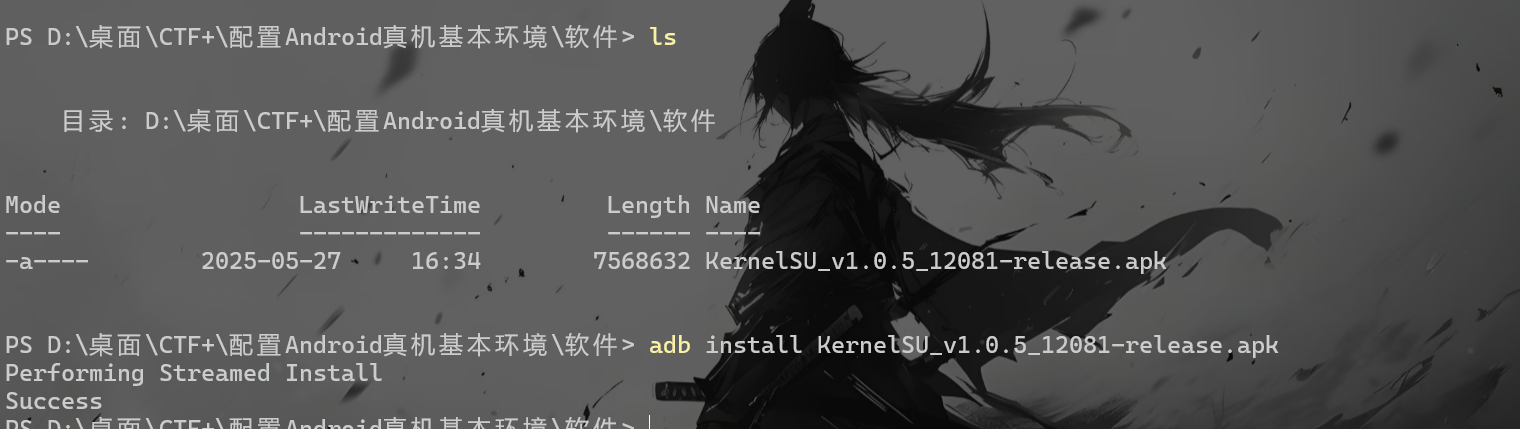 PS D:\桌面\CTF+\配置Android真机基本环境\软件> ls
目录: D:\桌面\CTF+\配置Android真机基本环境\软件
Mode LastWriteTime Length Name
---- ------------- ------ ----
-a---- 2025-05-27 16:34 7568632 KernelSU_v1.0.5_12081-release.apk
PS D:\桌面\CTF+\配置Android真机基本环境\软件> adb install KernelSU_v1.0.5_12081-release.apk
Performing Streamed Install
Success
PS D:\桌面\CTF+\配置Android真机基本环境\软件>